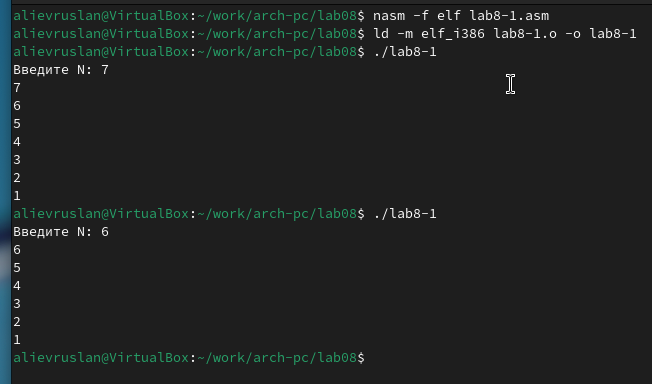 alievruslan@VirtualBox:~/work/arch-pc/lab08$ nasm -f elf lab8-1.asm
alievruslan@VirtualBox:~/work/arch-pc/lab08$ ld -m elf_i386 lab8-1.o -o lab8-1
alievruslan@VirtualBox:~/work/arch-pc/lab08$ ./lab8-1
Введите N: 7
7
6
5
4
3
2
1
alievruslan@VirtualBox:~/work/arch-pc/lab08$ ./lab8-1
Введите N: 6
6
5
4
3
2
1
alievruslan@VirtualBox:~/work/arch-pc/lab08$